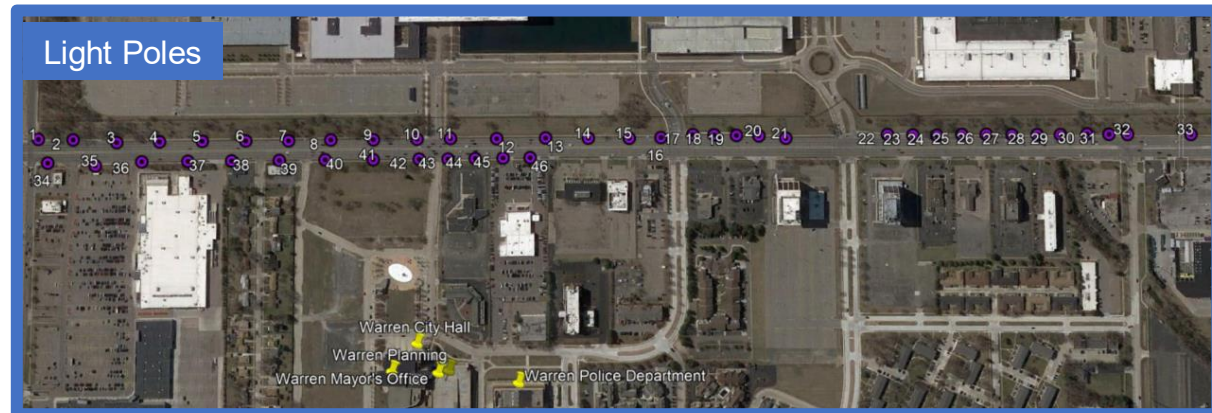 Light Poles
1 2 3 4 5 6 7 8 9 10 11 12 13 14 15 16 17 18 19 20 21 22 23 24 25 26 27 28 29 30 31 32 33
34 35 36 37 38 39 40 41 42 43 44 45 46
Warren City Hall
Warren Planning
Warren Mayor's Office
Warren Police Department